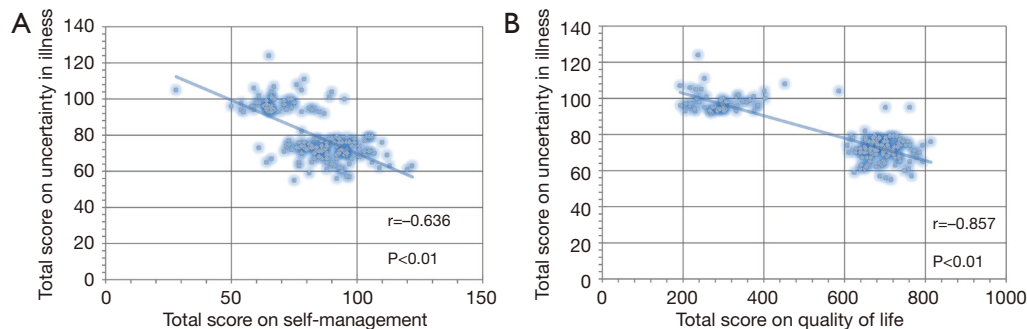 A
Total score on uncertainty in illness
140
120
100
80
60
40
20
0
0 50 100 150
Total score on self-management
r=–0.636
P<0.01
B
Total score on uncertainty in illness
140
120
100
80
60
40
20
0
0 200 400 600 800 1000
Total score on quality of life
r=–0.857
P<0.01